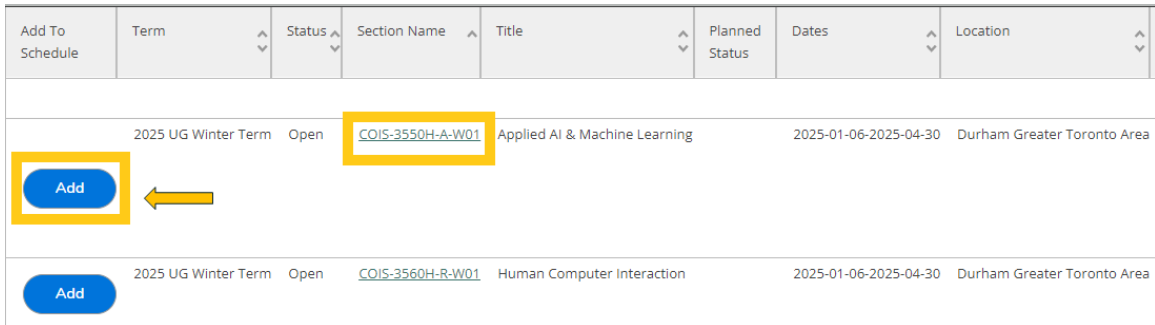 Add To Schedule Term Status Section Name Title Planned Status Dates Location
2025 UG Winter Term Open COIS-3550H-A-W01 Applied AI & Machine Learning 2025-01-06-2025-04-30 Durham Greater Toronto Area
Add
2025 UG Winter Term Open COIS-3560H-R-W01 Human Computer Interaction 2025-01-06-2025-04-30 Durham Greater Toronto Area
Add